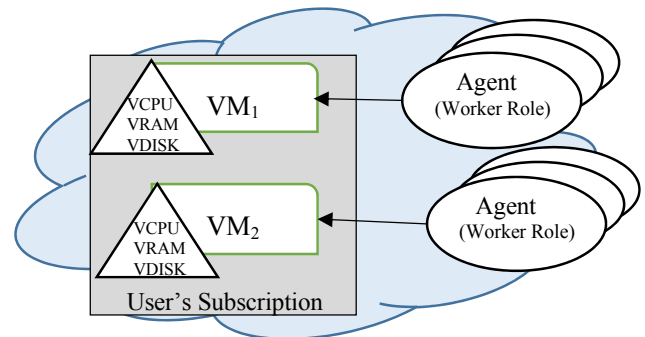 VCPU
VRAM
VDISK
VM1
Agent
(Worker Role)
VCPU
VRAM
VDISK
VM2
Agent
(Worker Role)
User's Subscription